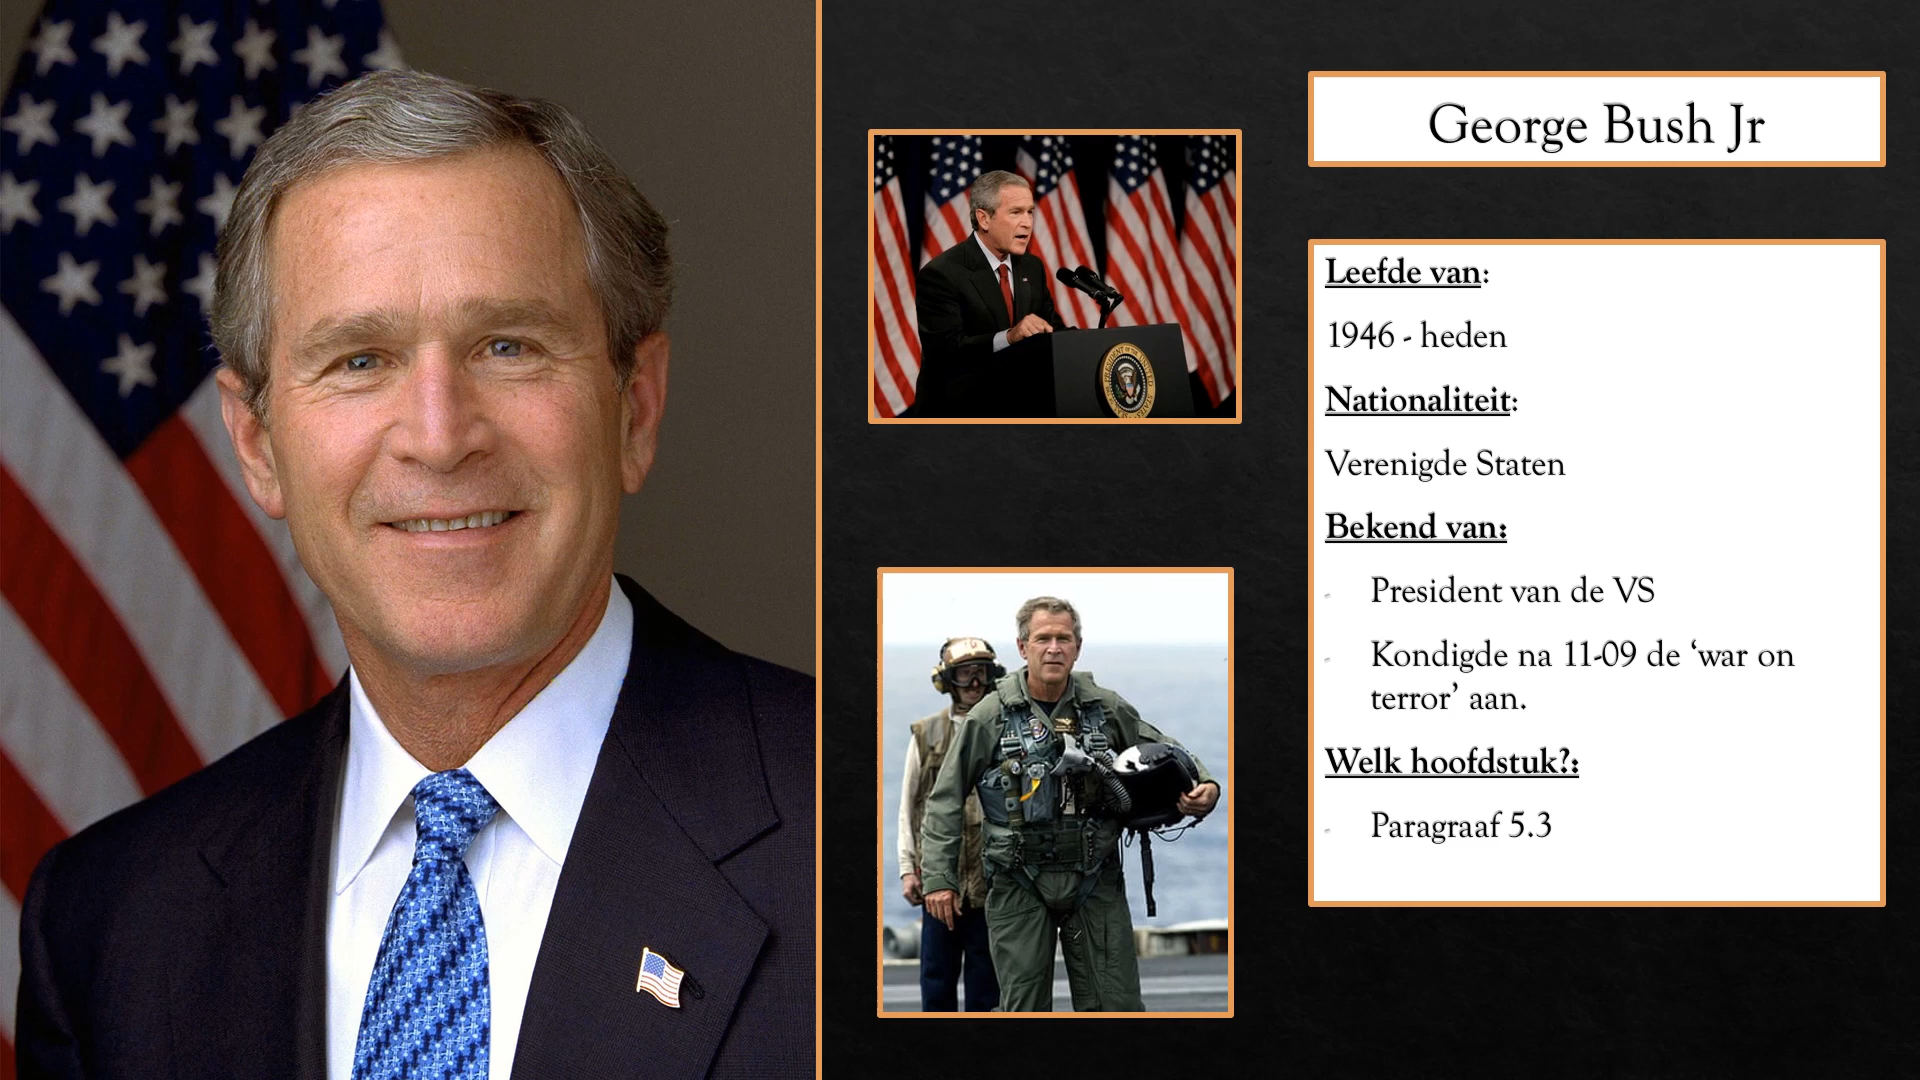 George Bush Jr
Leefde van:
1946 - heden
Nationaliteit:
Verenigde Staten
Bekend van:
- President van de VS
- Kondigde na 11-09 de ‘war on
terror’ aan.
Welk hoofdstuk?:
- Paragraaf 5.3